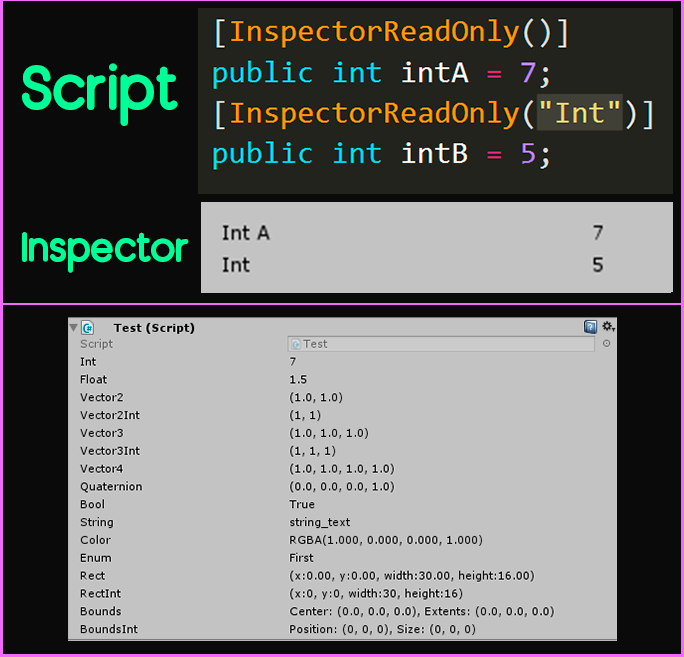 Script
[InspectorReadOnly()]
public int intA = 7;
[InspectorReadOnly("Int")]
public int intB = 5;
Inspector
Int A 7
Int 5
Test (Script)
Script Test
Int 7
Float 1.5
Vector2 (1.0, 1.0)
Vector2Int (1, 1)
Vector3 (1.0, 1.0, 1.0)
Vector3Int (1, 1, 1)
Vector4 (1.0, 1.0, 1.0, 1.0)
Quaternion (0.0, 0.0, 0.0, 1.0)
Bool True
String string_text
Color RGBA(1.000, 0.000, 0.000, 1.000)
Enum First
Rect (x:0.00, y:0.00, width:30.00, height:16.00)
RectInt (x:0, y:0, width:30, height:16)
Bounds Center: (0.0, 0.0, 0.0), Extents: (0.0, 0.0, 0.0)
BoundsInt Position: (0, 0, 0), Size: (0, 0, 0)